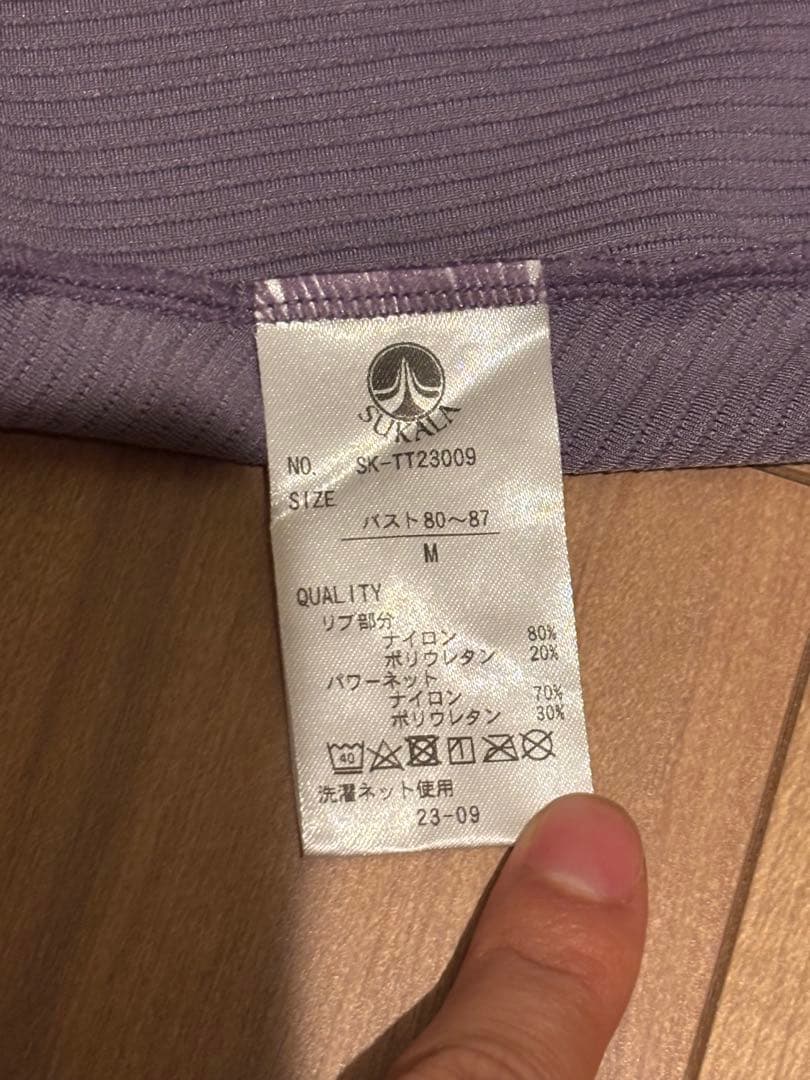 SUKALA
NO. SK-TT23009
SIZE
バスト80～87
M
QUALITY
リブ部分
ナイロン 80%
ポリウレタン 20%
パワーネット
ナイロン 70%
ポリウレタン 30%
40
洗濯ネット使用
23-09